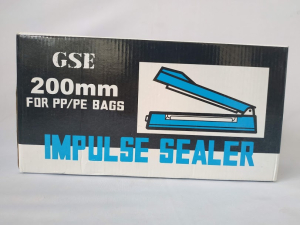 GSE
200mm
FOR PP/PE BAGS
IMPULSE SEALER